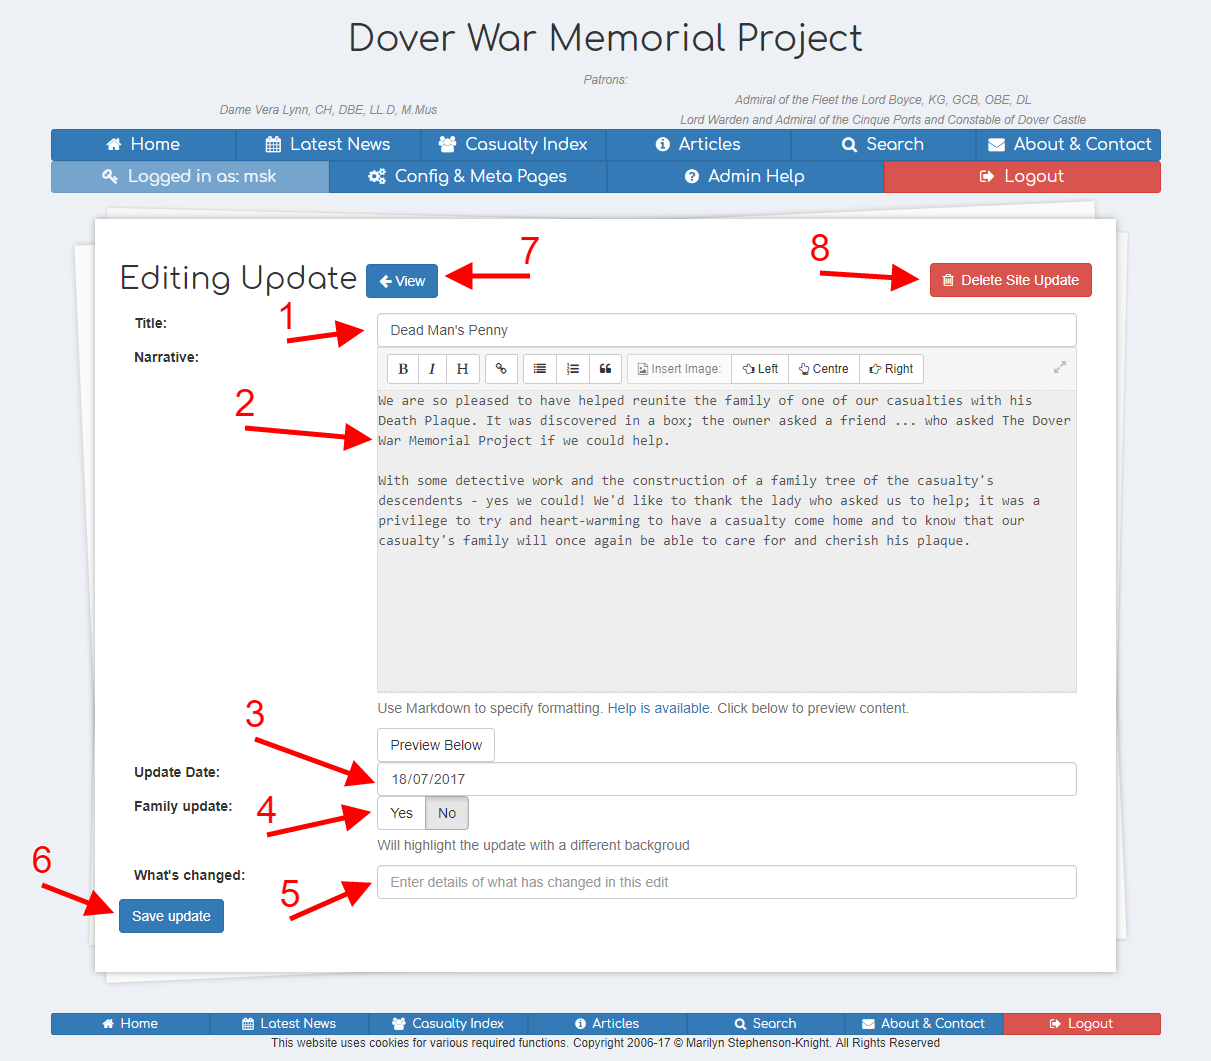 Dover War Memorial Project
Patrons:
Dame Vera Lynn, CH, DBE, LL.D, M.Mus
Admiral of the Fleet the Lord Boyce, KG, GCB, OBE, DL
Lord Warden and Admiral of the Cinque Ports and Constable of Dover Castle
Home Latest News Casualty Index Articles Search About & Contact
Logged in as: msk Config & Meta Pages Admin Help Logout
7
8
Editing Update View Delete Site Update
1
Title: Dead Man's Penny
Narrative:
B I H Insert Image: Left Centre Right
2
We are so pleased to have helped reunite the family of one of our casualties with his
Death Plaque. It was discovered in a box; the owner asked a friend ... who asked The Dover
War Memorial Project if we could help.
With some detective work and the construction of a family tree of the casualty's
descendents - yes we could! We'd like to thank the lady who asked us to help; it was a
privilege to try and heart-warming to have a casualty come home and to know that our
casualty's family will once again be able to care for and cherish his plaque.
Use Markdown to specify formatting. Help is available. Click below to preview content.
3
Preview Below
Update Date: 18/07/2017
4
Family update: Yes No
Will highlight the update with a different backgroud
6
What's changed: Enter details of what has changed in this edit
5
Save update
Home Latest News Casualty Index Articles Search About & Contact Logout
This website uses cookies for various required functions. Copyright 2006-17 © Marilyn Stephenson-Knight. All Rights Reserved